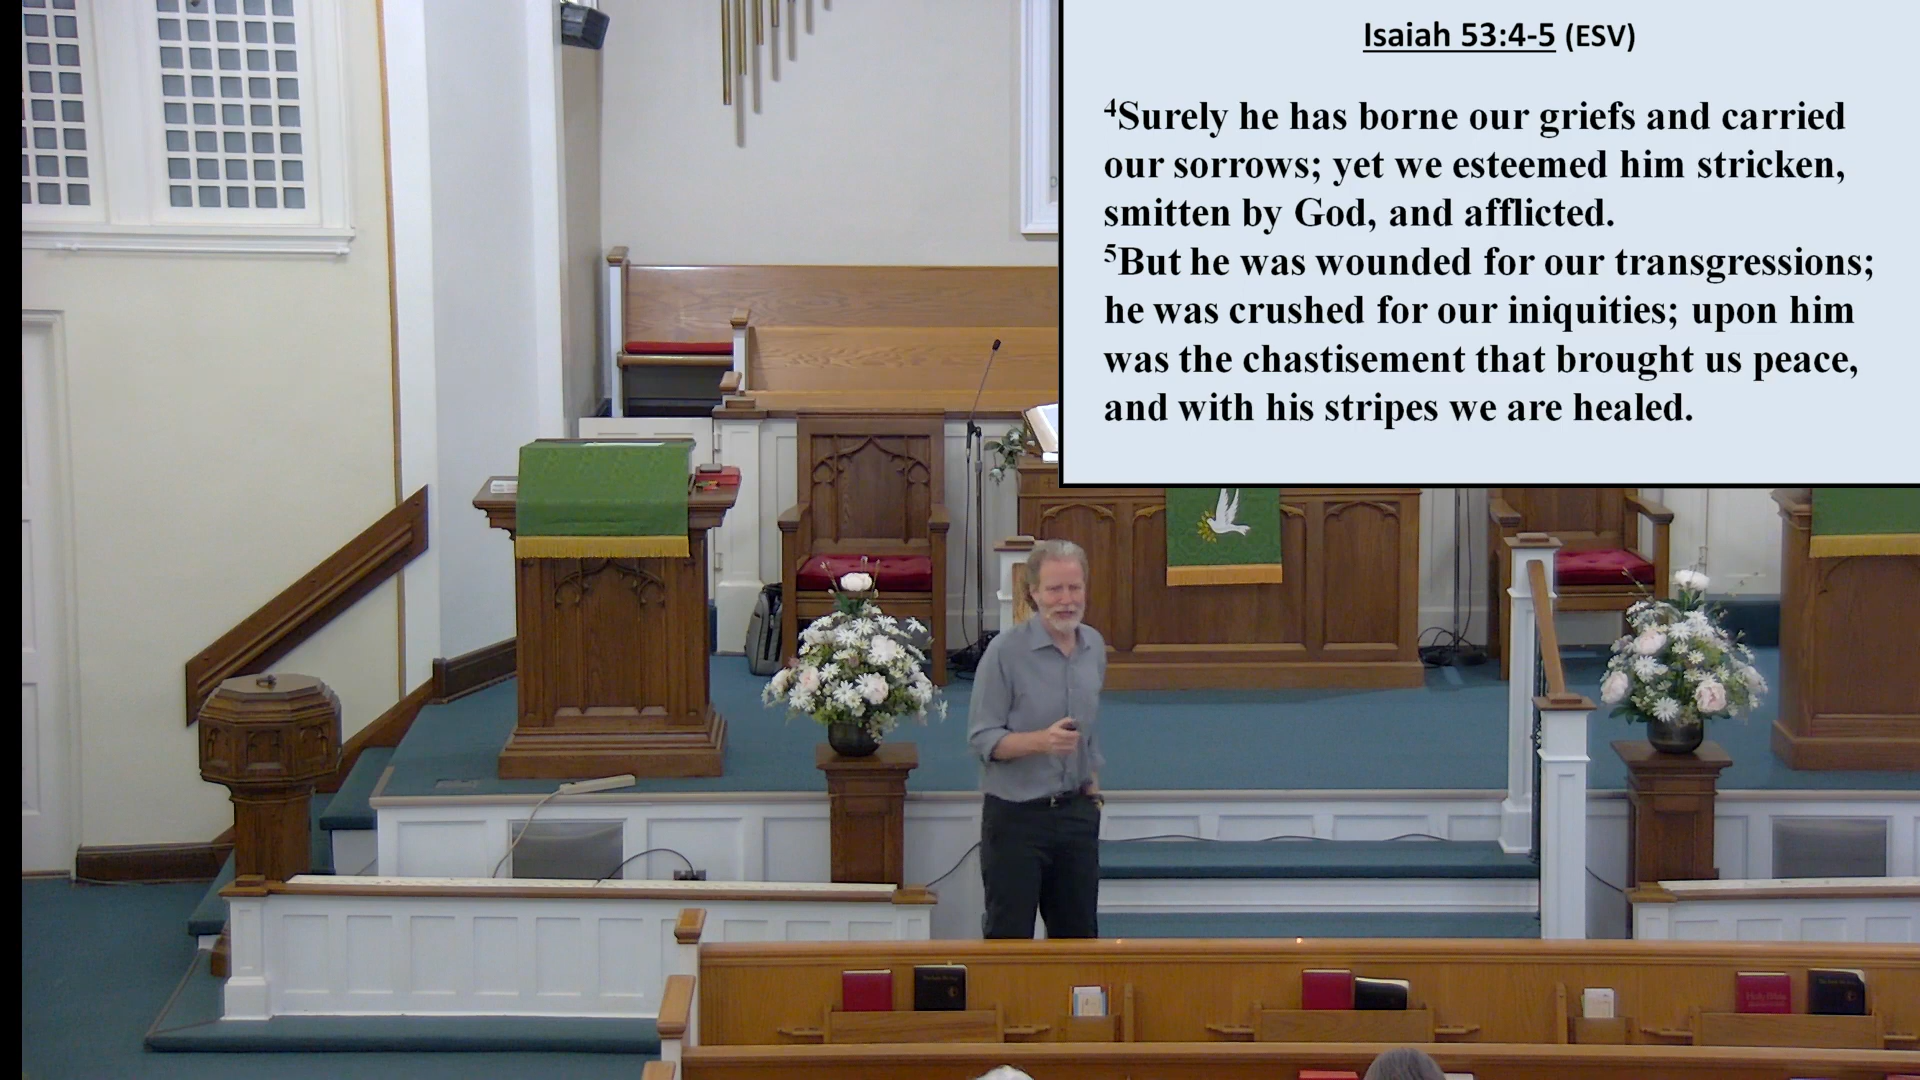 Isaiah 53:4-5 (ESV)
⁴Surely he has borne our griefs and carried
our sorrows; yet we esteemed him stricken,
smitten by God, and afflicted.
⁵But he was wounded for our transgressions;
he was crushed for our iniquities; upon him
was the chastisement that brought us peace,
and with his stripes we are healed.
Holy Bible